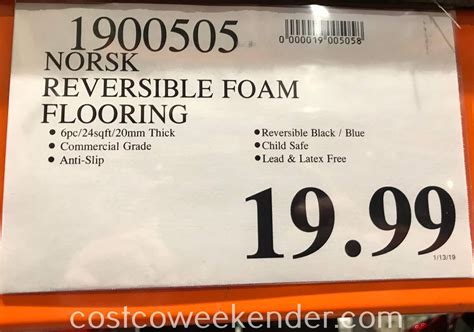 1900505
0 000019 005058
NORSK
REVERSIBLE FOAM
FLOORING
• 6pc/24sqft/20mm Thick
• Commercial Grade
• Anti-Slip
• Reversible Black / Blue
• Child Safe
• Lead & Latex Free
19.99
1/13/19
costcoweekender.com